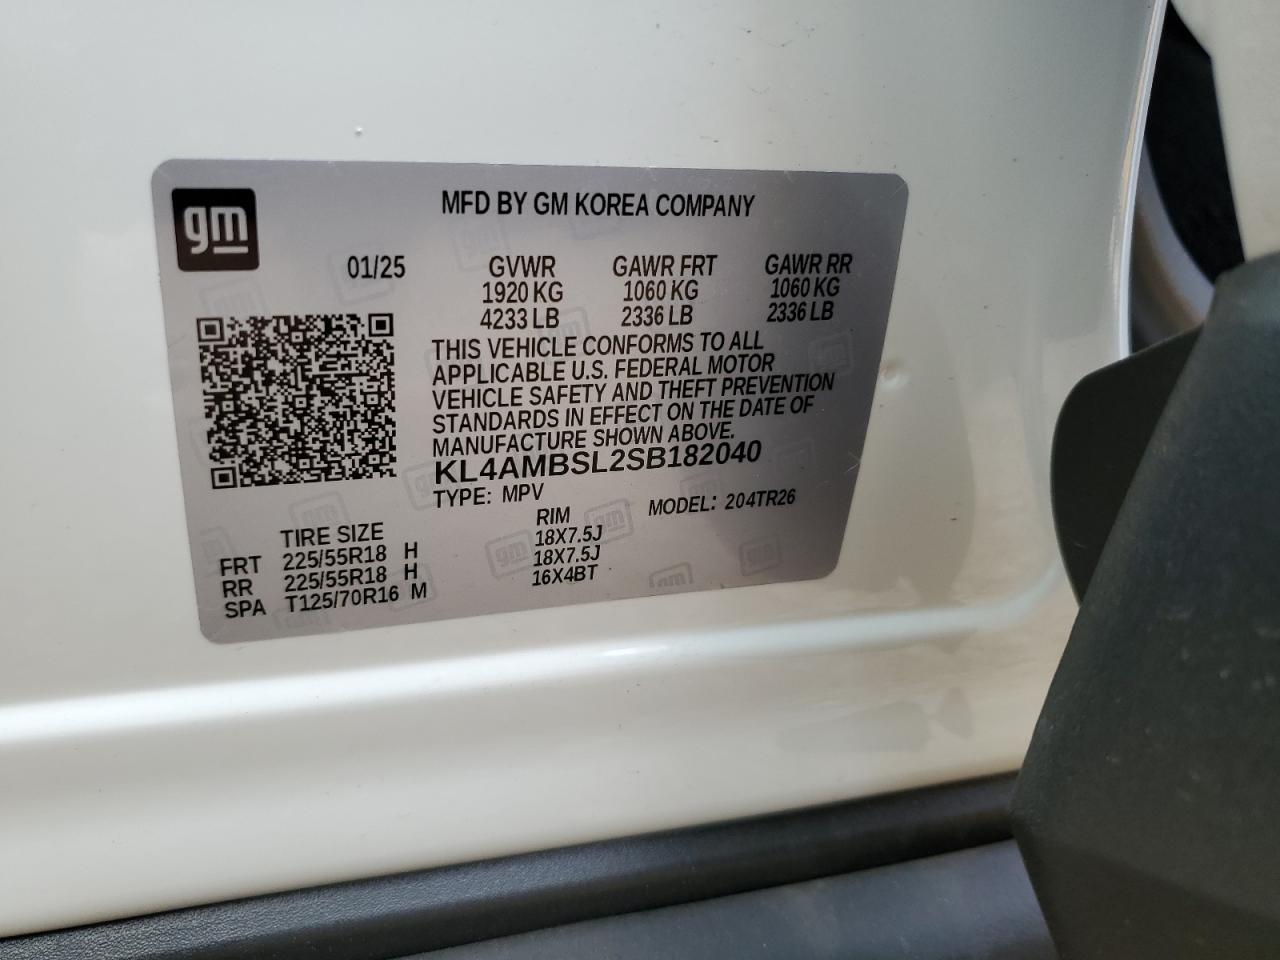 gm
MFD BY GM KOREA COMPANY
01/25
GVWR GAWR FRT GAWR RR
1920 KG 1060 KG 1060 KG
4233 LB 2336 LB 2336 LB
THIS VEHICLE CONFORMS TO ALL
APPLICABLE U.S. FEDERAL MOTOR
VEHICLE SAFETY AND THEFT PREVENTION
STANDARDS IN EFFECT ON THE DATE OF
MANUFACTURE SHOWN ABOVE.
KL4AMBSL2SB182040
TYPE: MPV MODEL: 204TR26
TIRE SIZE RIM
FRT 225/55R18 H 18X7.5J
RR 225/55R18 H 18X7.5J
SPA T125/70R16 M 16X4BT